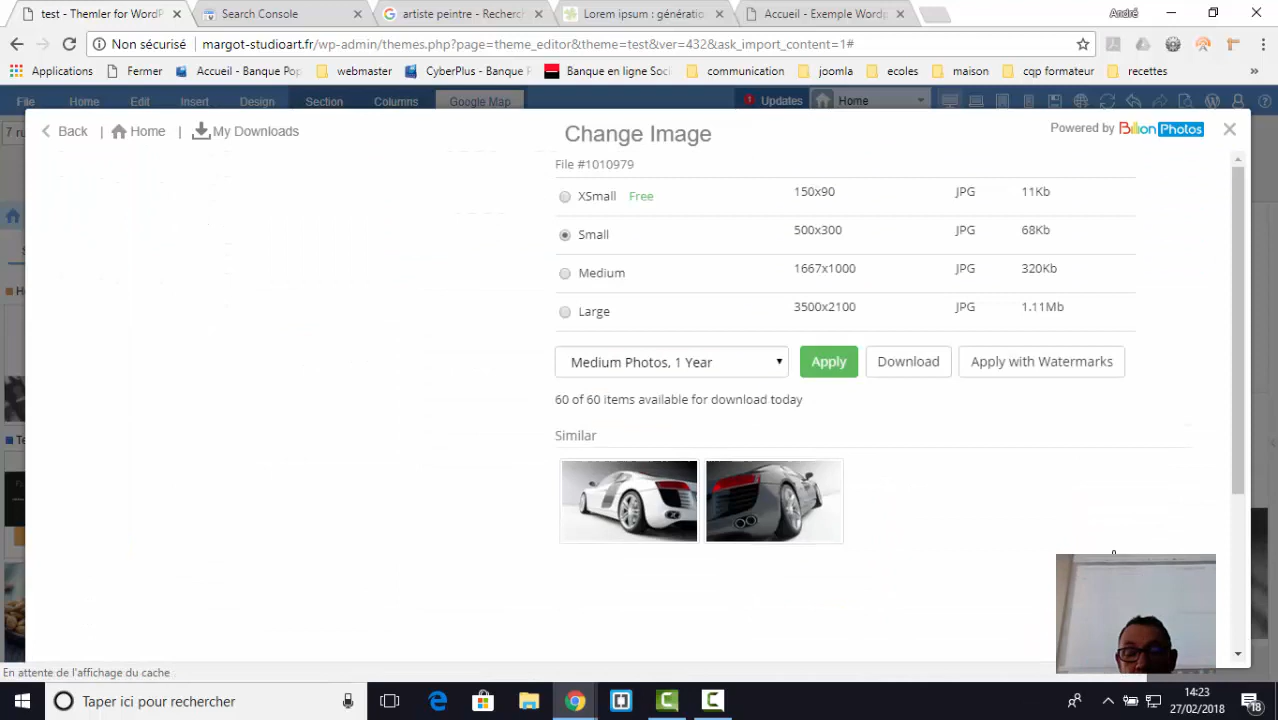 test - Themler for WordP
Search Console
artiste peintre - Recherc
Lorem ipsum : génératio
Accueil - Exemple Wordp
André
Non sécurisé
margot-studioart.fr/wp-admin/themes.php?page=theme_editor&theme=test&ver=432&ask_import_content=1#
Applications
Fermer
Accueil - Banque Pop
webmaster
CyberPlus - Banque P
Banque en ligne Soci
communication
joomla
ecoles
maison
cqp formateur
recettes
»
File
Home
Edit
Insert
Design
Section
Columns
Google Map
Updates
Home
Back | Home | My Downloads
Change Image
Powered by Billion Photos
File #1010979
XSmall Free 150x90 JPG 11Kb
Small 500x300 JPG 68Kb
Medium 1667x1000 JPG 320Kb
Large 3500x2100 JPG 1.11Mb
Medium Photos, 1 Year
Apply
Download
Apply with Watermarks
60 of 60 items available for download today
Similar
En attente de l'affichage du cache
Taper ici pour rechercher
14:23
27/02/2018
18